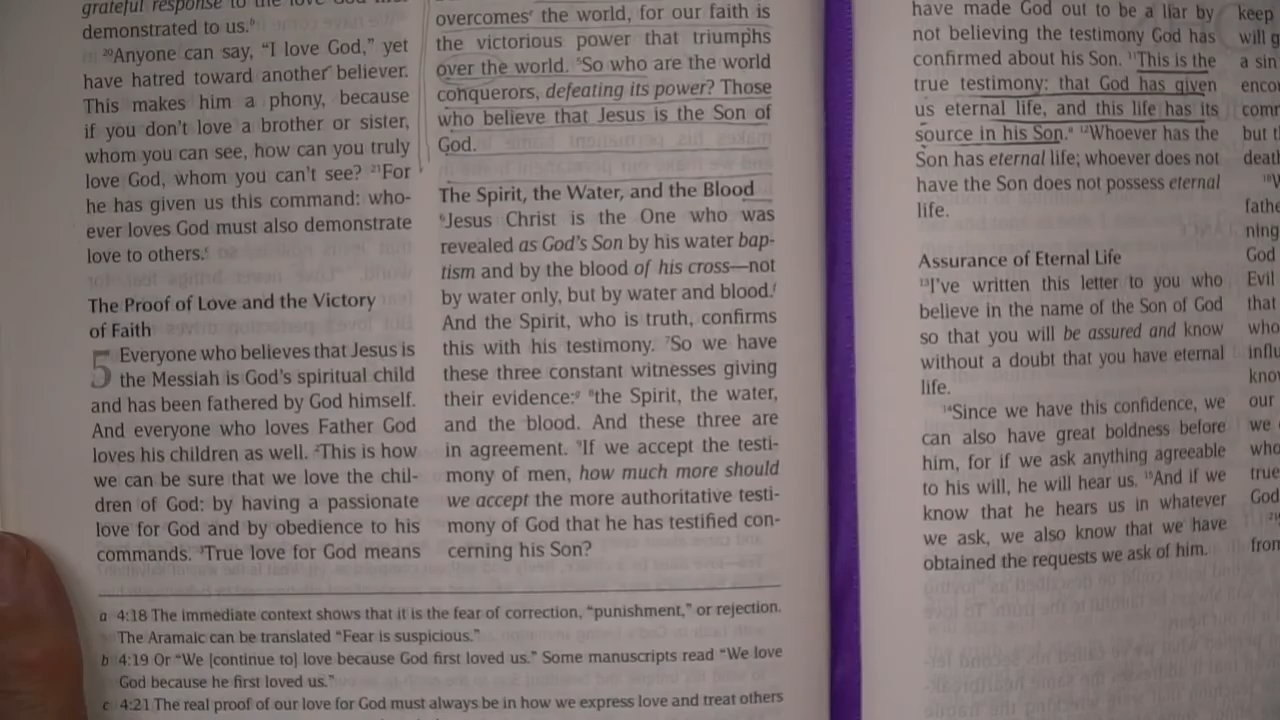 grateful response to the love God
demonstrated to us.ᵇ
²⁰Anyone can say, “I love God,” yet
have hatred toward another believer.
This makes him a phony, because
if you don’t love a brother or sister,
whom you can see, how can you truly
love God, whom you can’t see? ²¹For
he has given us this command: who-
ever loves God must also demonstrate
love to others.ᶜ
The Proof of Love and the Victory
of Faith
5 Everyone who believes that Jesus is
the Messiah is God’s spiritual child
and has been fathered by God himself.
And everyone who loves Father God
loves his children as well. ²This is how
we can be sure that we love the chil-
dren of God: by having a passionate
love for God and by obedience to his
commands. ³True love for God means
overcomesᵉ the world, for our faith is
the victorious power that triumphs
over the world. ⁵So who are the world
conquerors, defeating its power? Those
who believe that Jesus is the Son of
God.
The Spirit, the Water, and the Blood
⁶Jesus Christ is the One who was
revealed as God’s Son by his water bap-
tism and by the blood of his cross—not
by water only, but by water and blood.ᶠ
And the Spirit, who is truth, confirms
this with his testimony. ⁷So we have
these three constant witnesses giving
their evidence:ᵍ ⁸the Spirit, the water,
and the blood. And these three are
in agreement. ⁹If we accept the testi-
mony of men, how much more should
we accept the more authoritative testi-
mony of God that he has testified con-
cerning his Son?
a 4:18 The immediate context shows that it is the fear of correction, “punishment,” or rejection.
The Aramaic can be translated “Fear is suspicious.”
b 4:19 Or “We [continue to] love because God first loved us.” Some manuscripts read “We love
God because he first loved us.”
c 4:21 The real proof of our love for God must always be in how we express love and treat others
have made God out to be a liar by
not believing the testimony God has
confirmed about his Son. ¹¹This is the
true testimony: that God has given
us eternal life, and this life has its
source in his Son.ᵃ ¹²Whoever has the
Son has eternal life; whoever does not
have the Son does not possess eternal
life.
Assurance of Eternal Life
¹³I’ve written this letter to you who
believe in the name of the Son of God
so that you will be assured and know
without a doubt that you have eternal
life.
¹⁴Since we have this confidence, we
can also have great boldness before
him, for if we ask anything agreeable
to his will, he will hear us. ¹⁵And if we
know that he hears us in whatever
we ask, we also know that we have
obtained the requests we ask of him.
keep
will
a sin
but
God
Evil
that
who
our
we
true
God
from